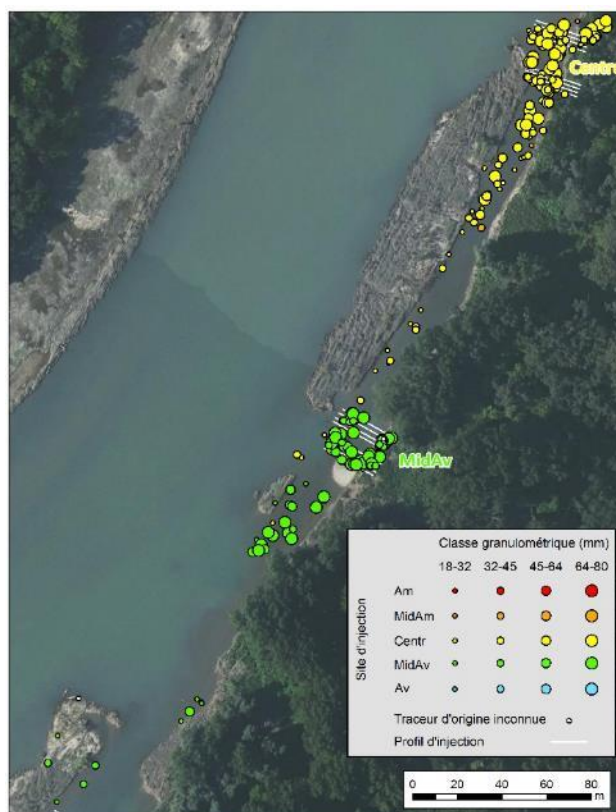 Centr
MidAv
Classe granulométrique (mm)
18-32 32-45 45-64 64-80
Site d'injection
Am
MidAm
Centr
MidAv
Av
Traceur d'origine inconnue
Profil d'injection
0 10 20 40 60 80
m